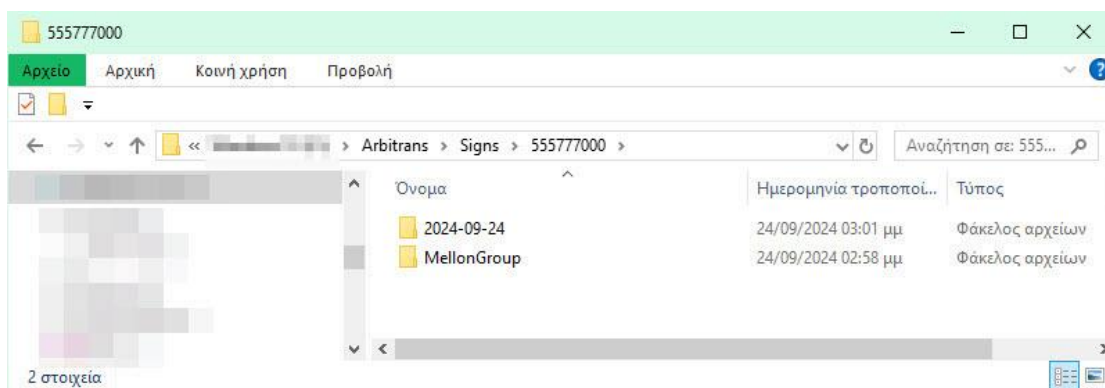 555777000
Αρχείο Αρχική Κοινή χρήση Προβολή
« > Arbitrans > Signs > 555777000 > Αναζήτηση σε: 555...
Όνομα Ημερομηνία τροποποί... Τύπος
2024-09-24 24/09/2024 03:01 μμ Φάκελος αρχείων
MellonGroup 24/09/2024 02:58 μμ Φάκελος αρχείων
2 στοιχεία